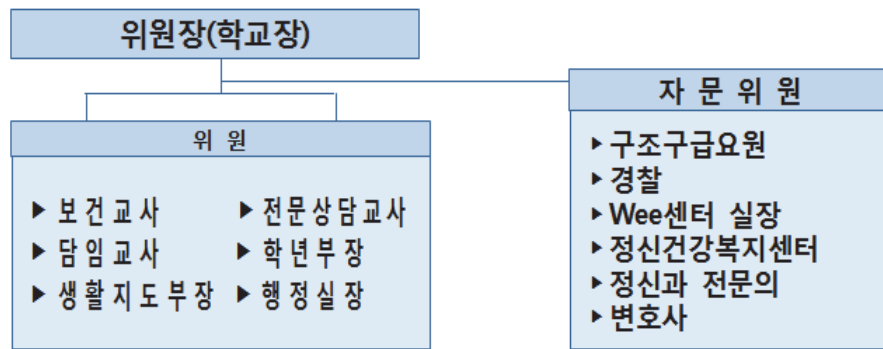 위원장(학교장)
위 원
▶ 보건교사 ▶ 전문상담교사
▶ 담임교사 ▶ 학년부장
▶ 생활지도부장 ▶ 행정실장
자 문 위 원
▶ 구조구급요원
▶ 경찰
▶ Wee센터 실장
▶ 정신건강복지센터
▶ 정신과 전문의
▶ 변호사